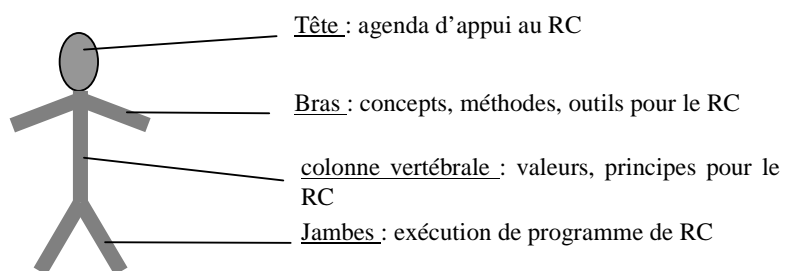 Tête : agenda d’appui au RC
Bras : concepts, méthodes, outils pour le RC
colonne vertébrale : valeurs, principes pour le
RC
Jambes : exécution de programme de RC